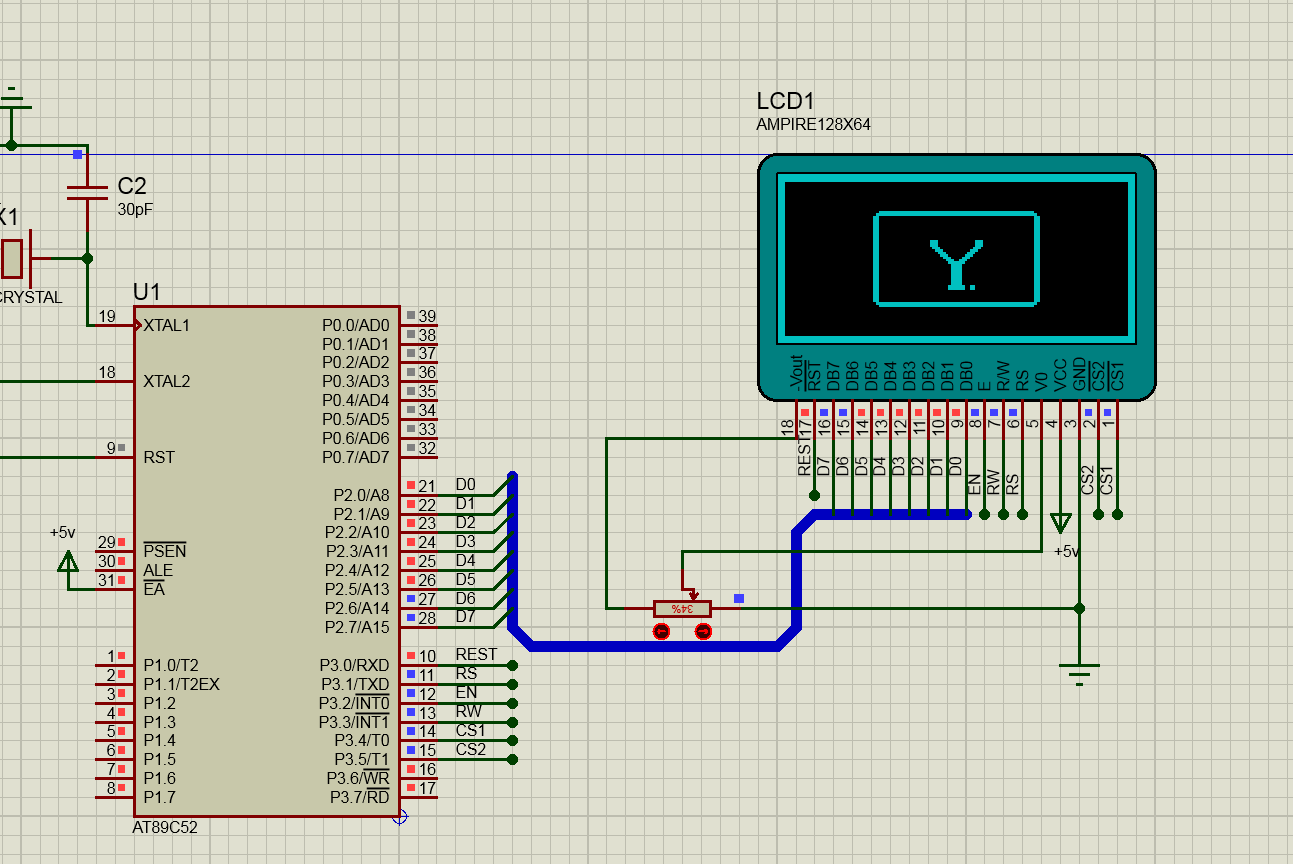 LCD1
AMPIRE128X64
Y.
-Vout
RST
DB7
DB6
DB5
DB4
DB3
DB2
DB1
DB0
E
R/W
RS
V0
VCC
GND
CS2
CS1
18
17
16
15
14
13
12
11
10
9
8
7
6
5
4
3
2
1
REST
D7
D6
D5
D4
D3
D2
D1
D0
EN
RW
RS
CS2
CS1
+5v
34%
C2
30pF
X1
CRYSTAL
U1
19 XTAL1
18 XTAL2
9 RST
+5v
29 PSEN
30 ALE
31 EA
1 P1.0/T2
2 P1.1/T2EX
3 P1.2
4 P1.3
5 P1.4
6 P1.5
7 P1.6
8 P1.7
P0.0/AD0 39
P0.1/AD1 38
P0.2/AD2 37
P0.3/AD3 36
P0.4/AD4 35
P0.5/AD5 34
P0.6/AD6 33
P0.7/AD7 32
P2.0/A8 21 D0
P2.1/A9 22 D1
P2.2/A10 23 D2
P2.3/A11 24 D3
P2.4/A12 25 D4
P2.5/A13 26 D5
P2.6/A14 27 D6
P2.7/A15 28 D7
P3.0/RXD 10 REST
P3.1/TXD 11 RS
P3.2/INT0 12 EN
P3.3/INT1 13 RW
P3.4/T0 14 CS1
P3.5/T1 15 CS2
P3.6/WR 16
P3.7/RD 17
AT89C52